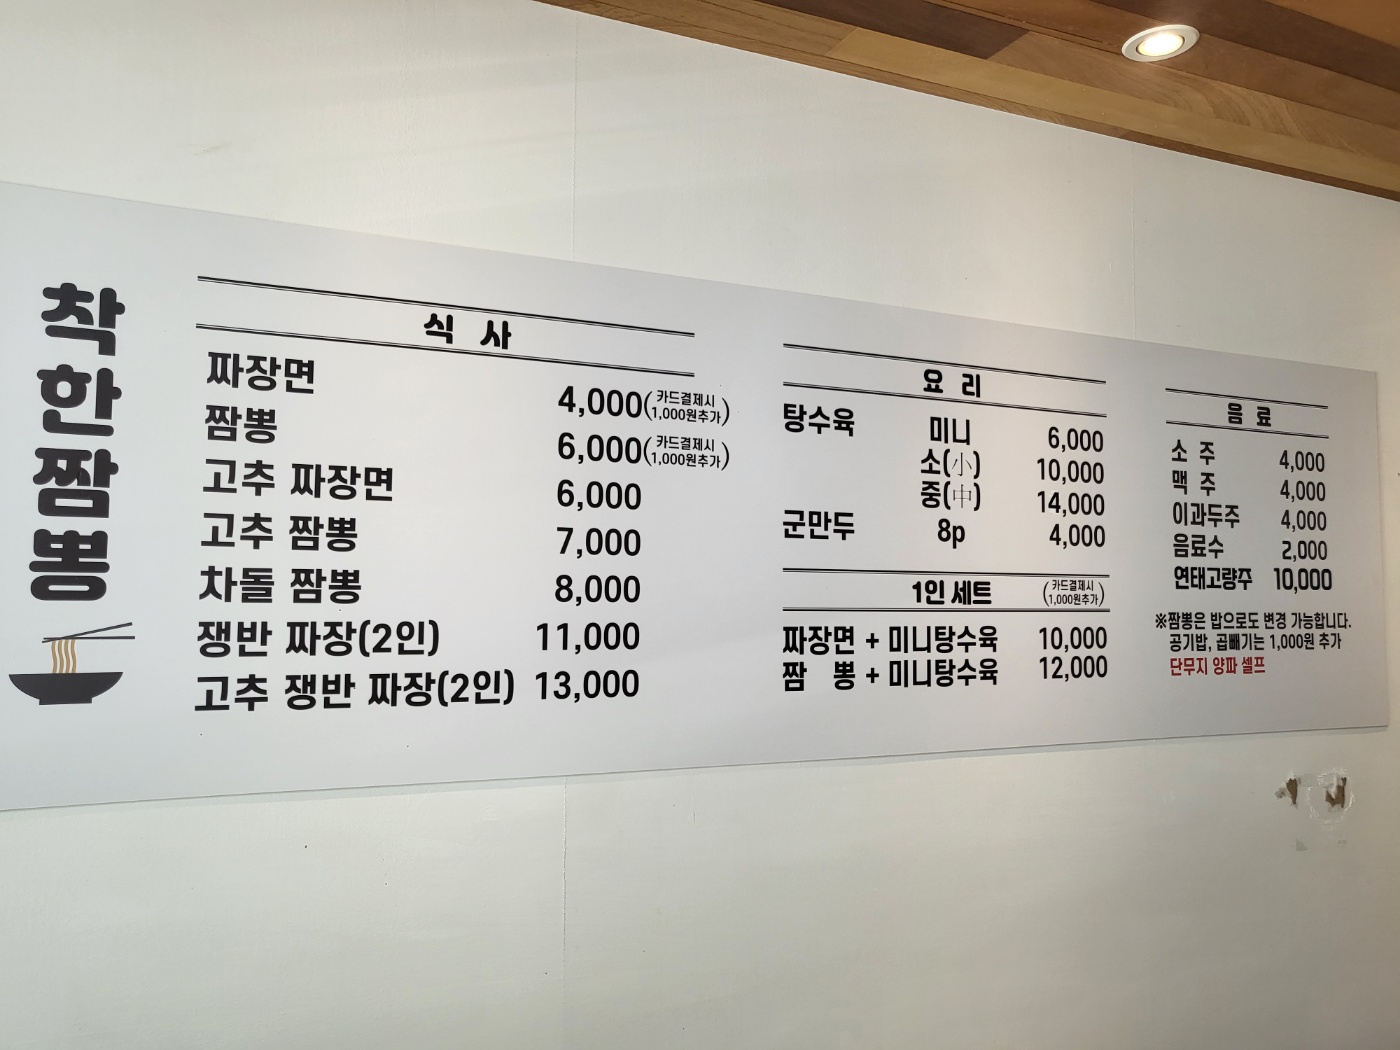 착한짬뽕
식 사
짜장면 4,000(카드결제시 1,000원추가)
짬뽕 6,000(카드결제시 1,000원추가)
고추 짜장면 6,000
고추 짬뽕 7,000
차돌 짬뽕 8,000
쟁반 짜장(2인) 11,000
고추 쟁반 짜장(2인) 13,000
요 리
탕수육 미니 6,000
소(小) 10,000
중(中) 14,000
군만두 8p 4,000
1인 세트 (카드결제시 1,000원추가)
짜장면 + 미니탕수육 10,000
짬 뽕 + 미니탕수육 12,000
음 료
소 주 4,000
맥 주 4,000
이과두주 4,000
음료수 2,000
연태고량주 10,000
※짬뽕은 밥으로도 변경 가능합니다.
공기밥, 곱빼기는 1,000원 추가
단무지 양파 셀프